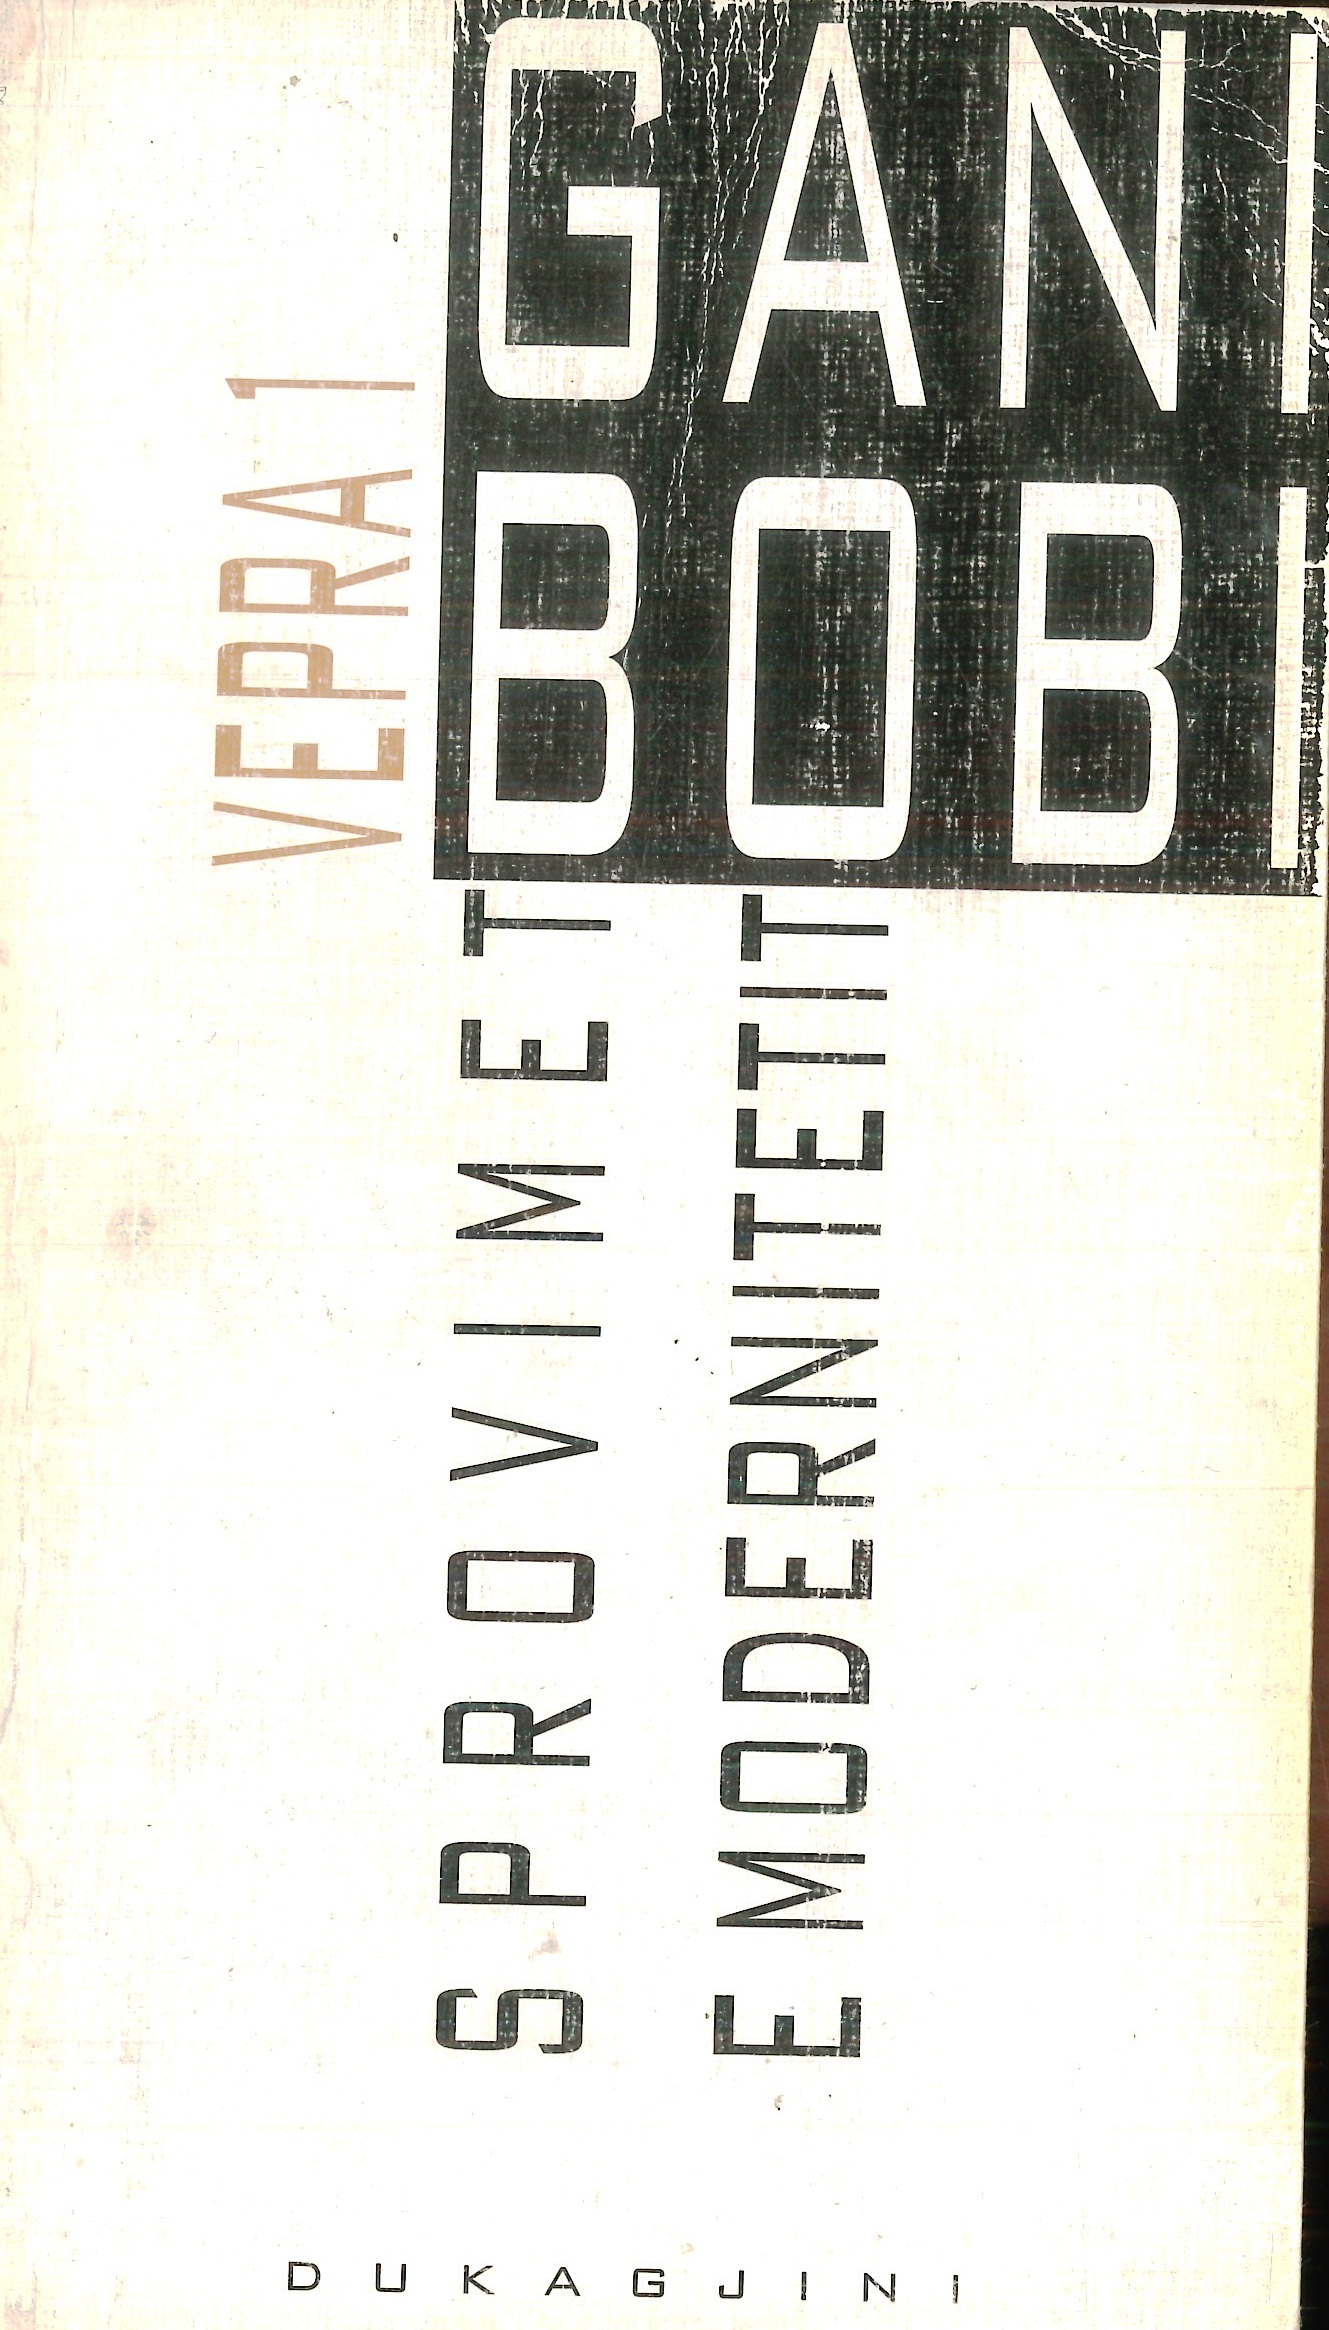 GANI
BOBI
VEPRA 1
SPROVIMET
E MODERNITETIT
DUKAGJINI